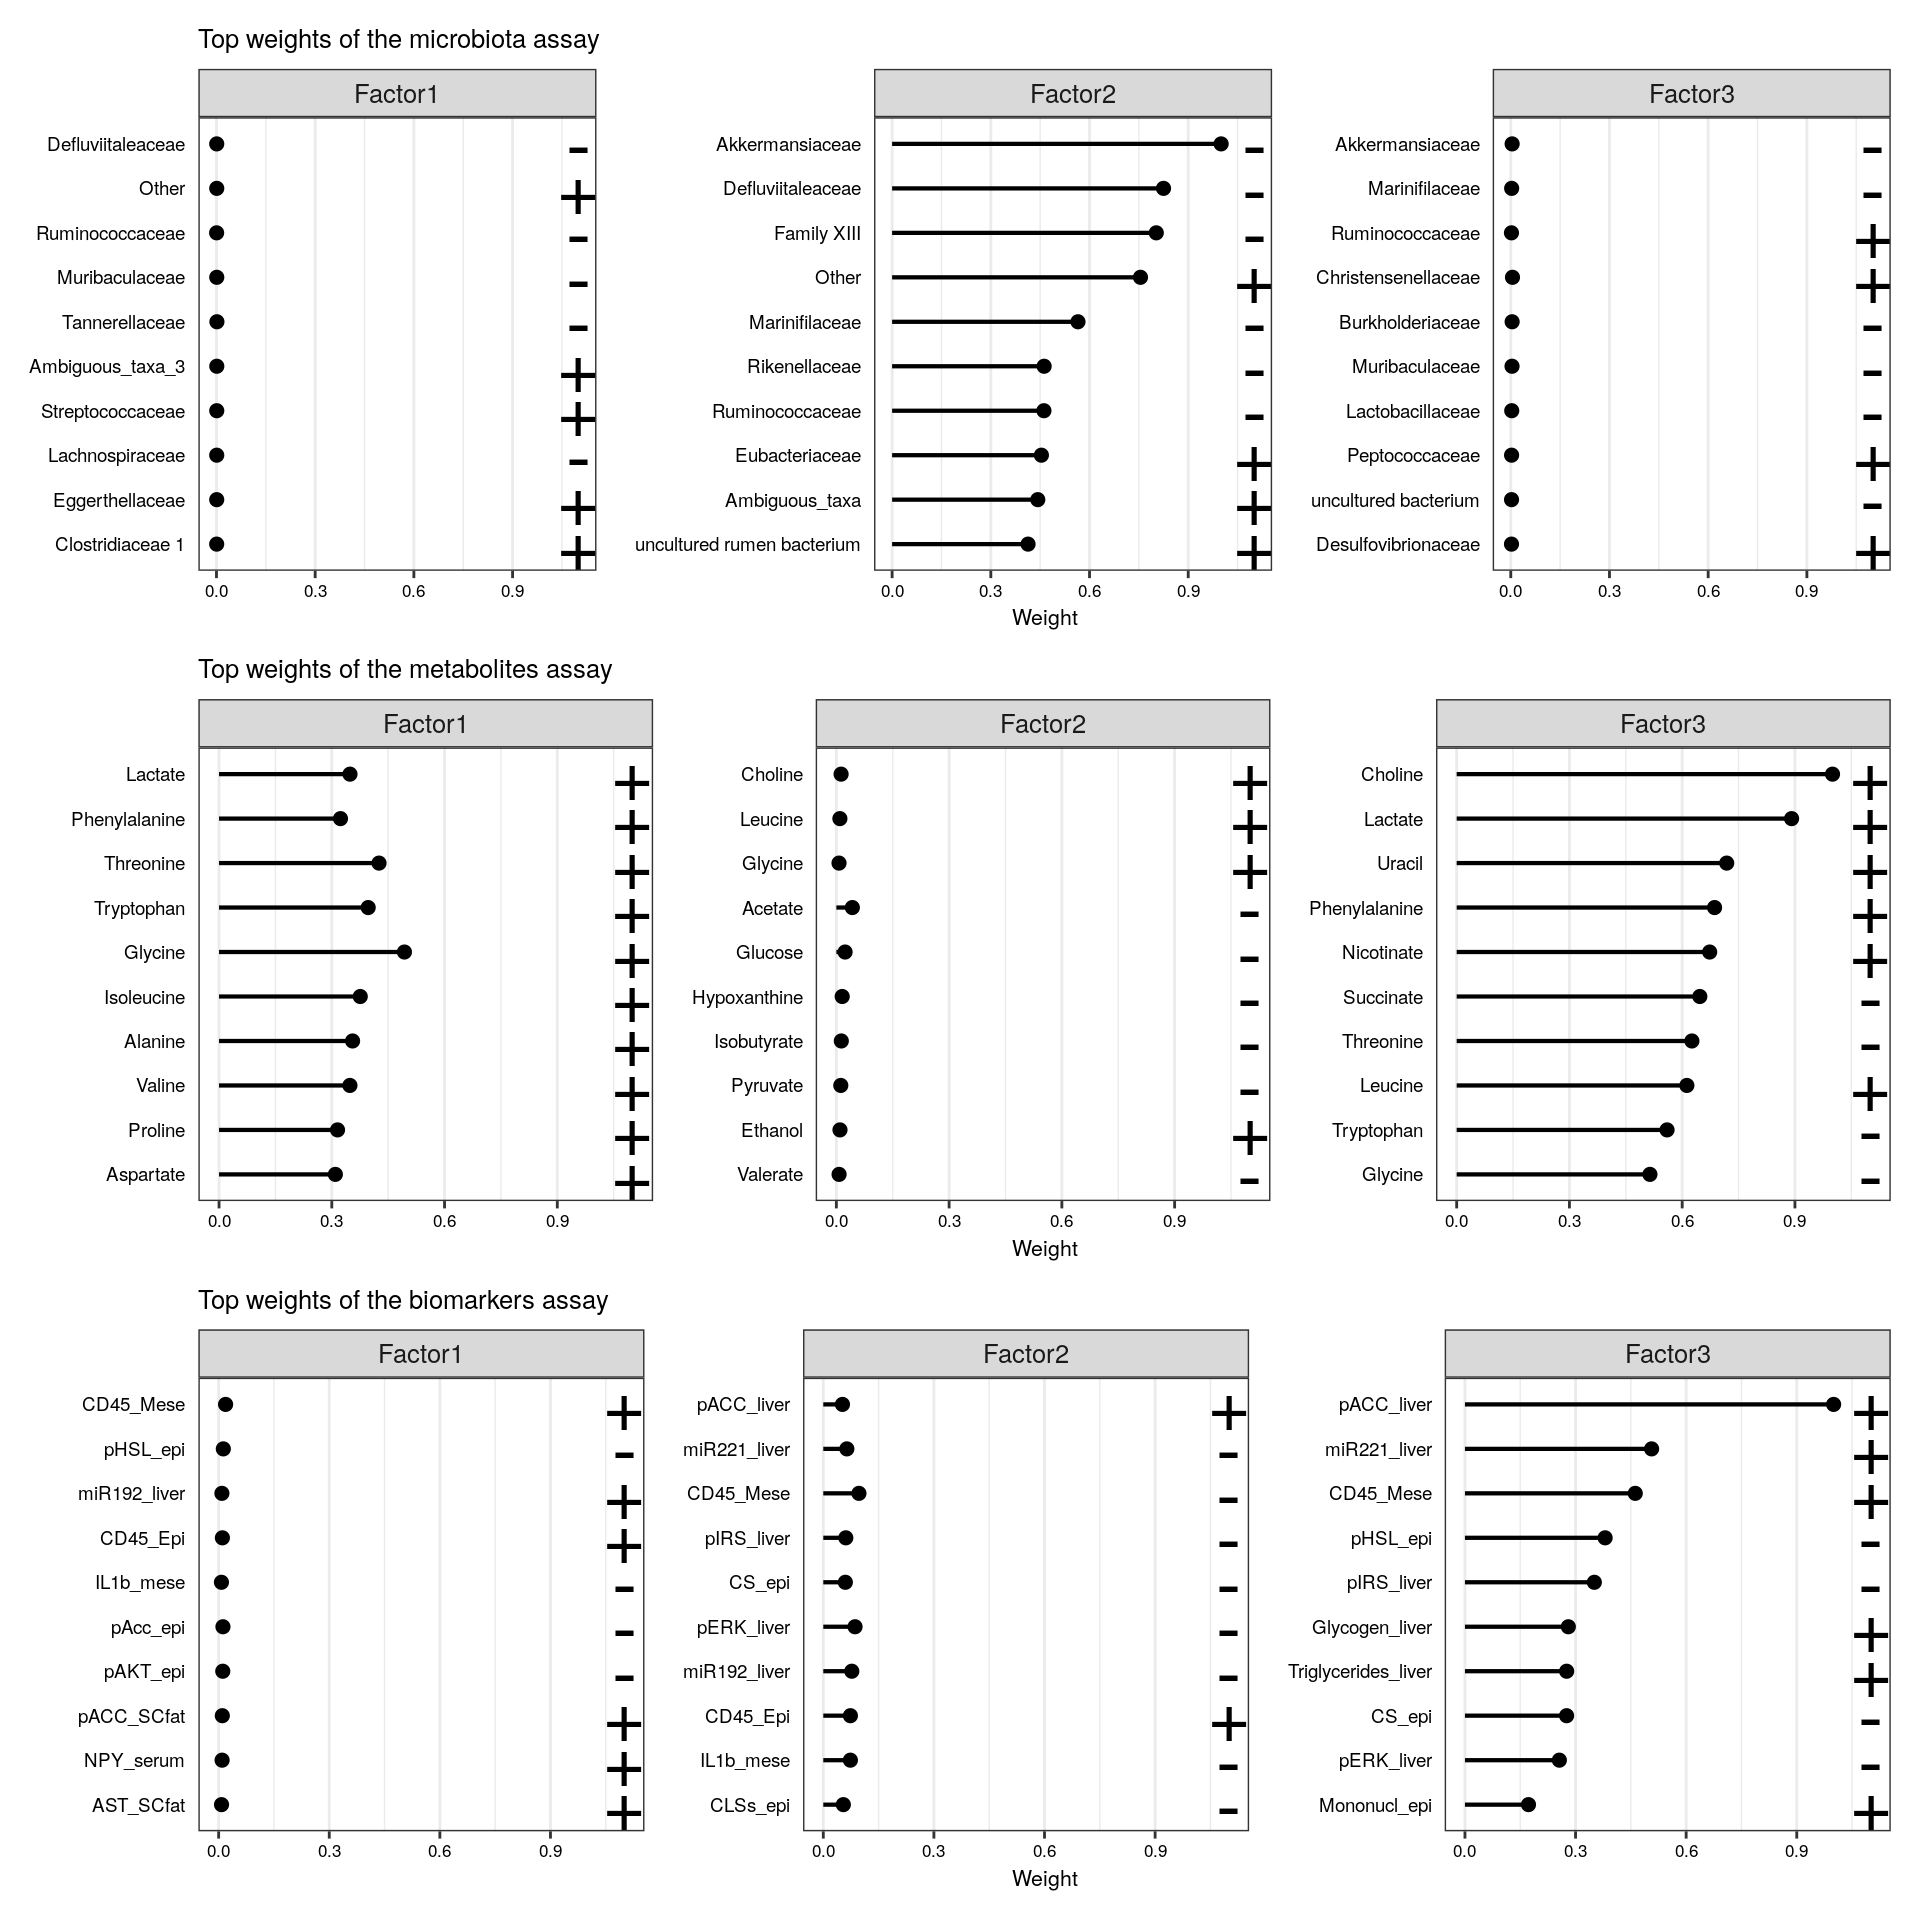 Top weights of the microbiota assay
Factor1
Factor2
Factor3
Defluviitaleaceae
Other
Ruminococcaceae
Muribaculaceae
Tannerellaceae
Ambiguous_taxa_3
Streptococcaceae
Lachnospiraceae
Eggerthellaceae
Clostridiaceae 1
- + - - - + + - + +
0.0 0.3 0.6 0.9
Akkermansiaceae
Defluviitaleaceae
Family XIII
Other
Marinifilaceae
Rikenellaceae
Ruminococcaceae
Eubacteriaceae
Ambiguous_taxa
uncultured rumen bacterium
- - - + - - - + + +
0.0 0.3 0.6 0.9
Akkermansiaceae
Marinifilaceae
Ruminococcaceae
Christensenellaceae
Burkholderiaceae
Muribaculaceae
Lactobacillaceae
Peptococcaceae
uncultured bacterium
Desulfovibrionaceae
- - + + - - - + - +
0.0 0.3 0.6 0.9
Weight
Top weights of the metabolites assay
Factor1
Factor2
Factor3
Lactate
Phenylalanine
Threonine
Tryptophan
Glycine
Isoleucine
Alanine
Valine
Proline
Aspartate
+ + + + + + + + + +
0.0 0.3 0.6 0.9
Choline
Leucine
Glycine
Acetate
Glucose
Hypoxanthine
Isobutyrate
Pyruvate
Ethanol
Valerate
+ + + - - - - - + -
0.0 0.3 0.6 0.9
Choline
Lactate
Uracil
Phenylalanine
Nicotinate
Succinate
Threonine
Leucine
Tryptophan
Glycine
+ + + + + - - + - -
0.0 0.3 0.6 0.9
Weight
Top weights of the biomarkers assay
Factor1
Factor2
Factor3
CD45_Mese
pHSL_epi
miR192_liver
CD45_Epi
IL1b_mese
pAcc_epi
pAKT_epi
pACC_SCfat
NPY_serum
AST_SCfat
+ - + + - - - + + +
0.0 0.3 0.6 0.9
pACC_liver
miR221_liver
CD45_Mese
pIRS_liver
CS_epi
pERK_liver
miR192_liver
CD45_Epi
IL1b_mese
CLSs_epi
+ - - - - - - + - -
0.0 0.3 0.6 0.9
pACC_liver
miR221_liver
CD45_Mese
pHSL_epi
pIRS_liver
Glycogen_liver
Triglycerides_liver
CS_epi
pERK_liver
Mononucl_epi
+ + + - - + + - - +
0.0 0.3 0.6 0.9
Weight